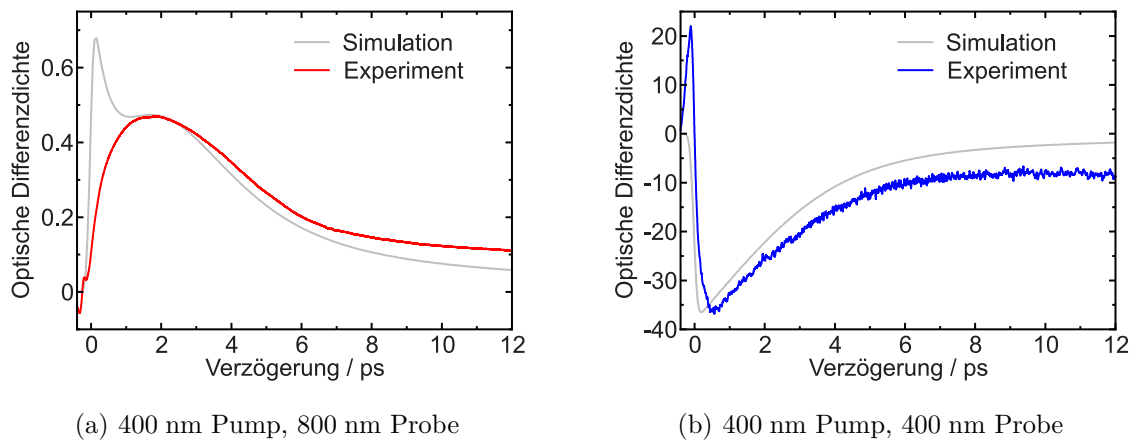 Optische Differenzdichte
0.6
0.4
0.2
0
Simulation
Experiment
0 2 4 6 8 10 12
Verzögerung / ps
(a) 400 nm Pump, 800 nm Probe
Optische Differenzdichte
20
10
0
-10
-20
-30
-40
Simulation
Experiment
0 2 4 6 8 10 12
Verzögerung / ps
(b) 400 nm Pump, 400 nm Probe